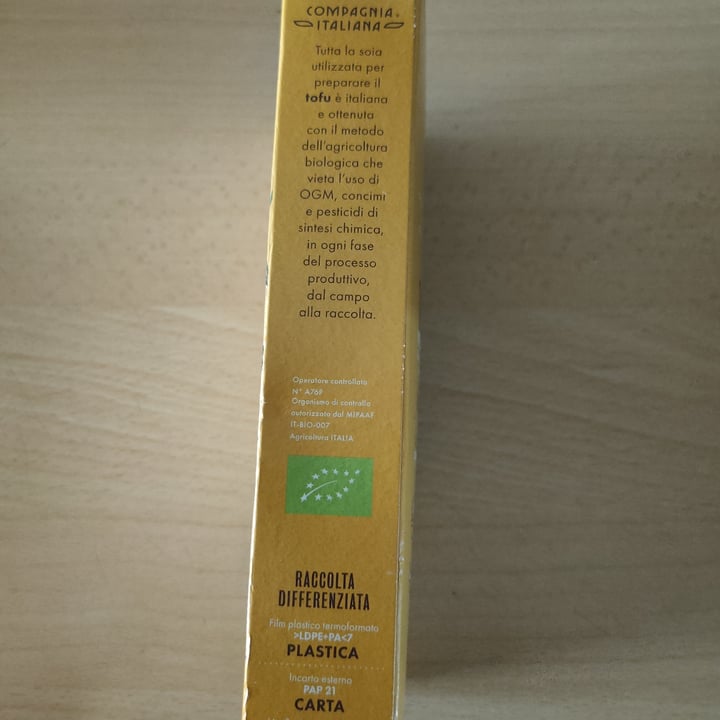 COMPAGNIA
ITALIANA
Tutta la soia
utilizzata per
preparare il
tofu è italiana
e ottenuta
con il metodo
dell'agricoltura
biologica che
vieta l'uso di
OGM, concimi
e pesticidi di
sintesi chimica,
in ogni fase
del processo
produttivo,
dal campo
alla raccolta.
Operatore controllato
N° A769
Organismo di controllo
autorizzato dal MIPAAF
IT-BIO-007
Agricoltura ITALIA
RACCOLTA
DIFFERENZIATA
Film plastico termoformato
>LDPE+PA<7
PLASTICA
Incarto esterno
PAP 21
CARTA